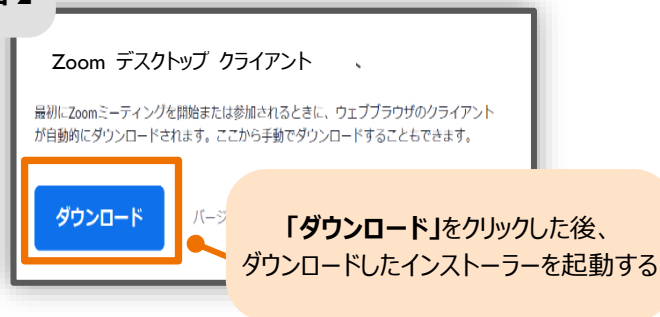 Zoom デスクトップ クライアント
最初にZoomミーティングを開始または参加されるときに、ウェブブラウザのクライアント
が自動的にダウンロードされます。ここから手動でダウンロードすることもできます。
ダウンロード
バージ
「ダウンロード」をクリックした後、
ダウンロードしたインストーラーを起動する